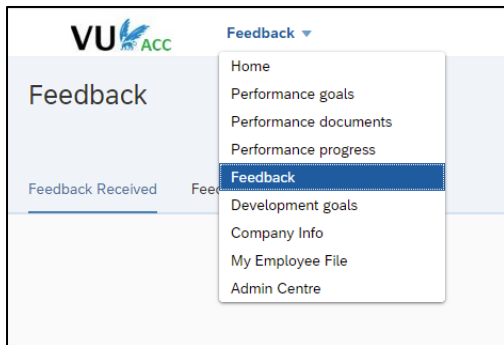 VU ACC
Feedback
Home
Feedback
Performance goals
Performance documents
Performance progress
Feedback
Feedback Received
Development goals
Company Info
My Employee File
Admin Centre